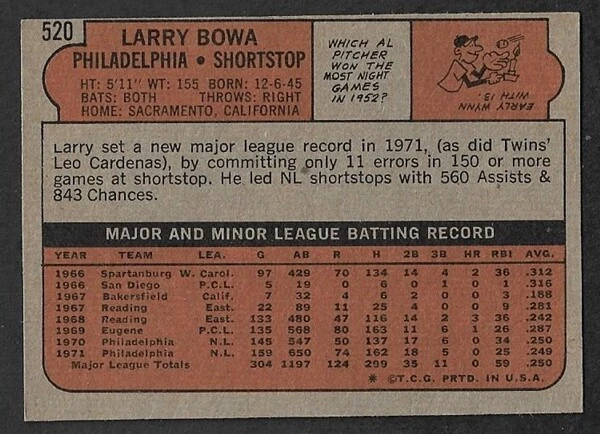 520
LARRY BOWA
PHILADELPHIA • SHORTSTOP
HT: 5'11" WT: 155 BORN: 12-6-45
BATS: BOTH THROWS: RIGHT
HOME: SACRAMENTO, CALIFORNIA
WHICH AL
PITCHER
WON THE
MOST NIGHT
GAMES
IN 1952?
EARLY WYNN
WITH 13.
Larry set a new major league record in 1971, (as did Twins'
Leo Cardenas), by committing only 11 errors in 150 or more
games at shortstop. He led NL shortstops with 560 Assists &
843 Chances.
MAJOR AND MINOR LEAGUE BATTING RECORD
YEAR TEAM LEA. G AB R H 2B 3B HR RBI AVG.
1966 Spartanburg W. Carol. 97 429 70 134 14 4 2 36 .312
1966 San Diego P.C.L. 5 19 0 6 0 1 0 1 .316
1967 Bakersfield Calif. 7 32 4 6 2 0 0 3 .188
1967 Reading East. 22 89 11 25 4 0 0 9 .281
1968 Reading East. 133 480 47 116 14 2 3 36 .242
1969 Eugene P.C.L. 135 568 80 163 11 6 1 26 .287
1970 Philadelphia N.L. 145 547 50 137 17 6 0 34 .250
1971 Philadelphia N.L. 159 650 74 162 18 5 0 25 .249
Major League Totals 304 1197 124 299 35 11 0 59 .250
* ©T.C.G. PRTD. IN U.S.A.